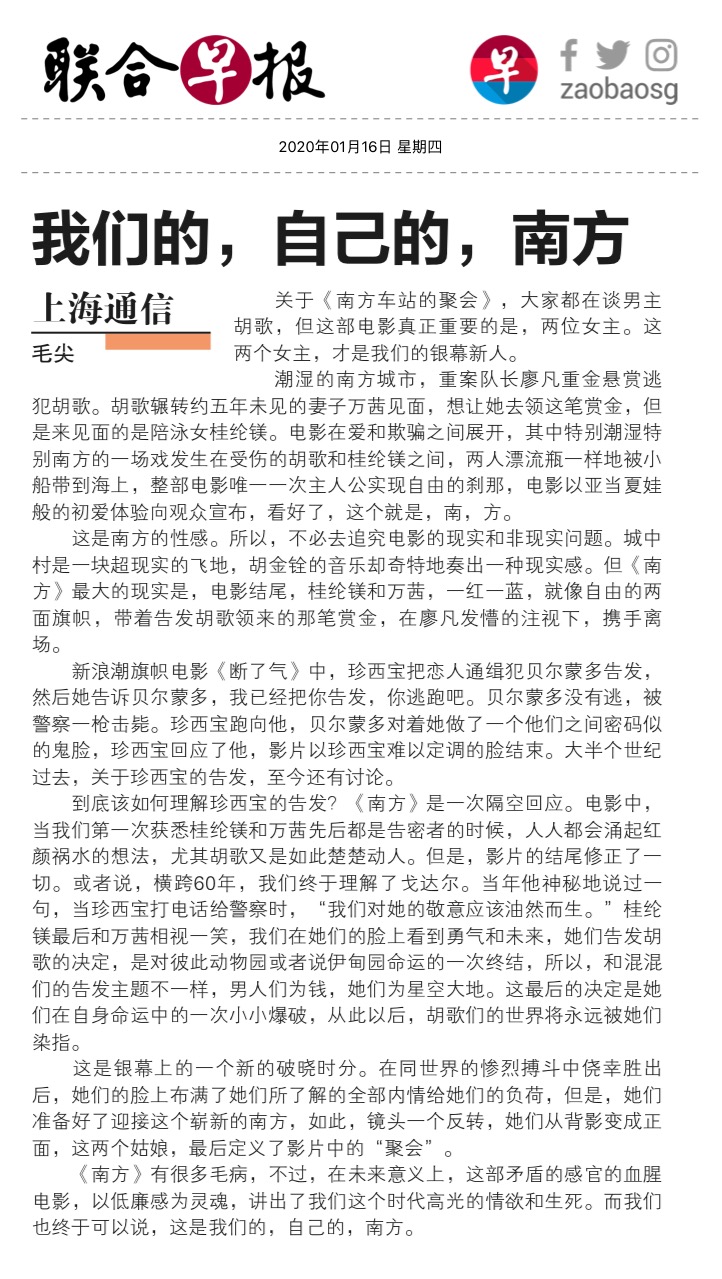 联合早报
早
zaobaosg
2020年01月16日 星期四
我们的，自己的，南方
上海通信
毛尖
关于《南方车站的聚会》，大家都在谈男主
胡歌，但这部电影真正重要的是，两位女主。这
两个女主，才是我们的银幕新人。
潮湿的南方城市，重案队长廖凡重金悬赏逃
犯胡歌。胡歌辗转约五年未见的妻子万茜见面，想让她去领这笔赏金，但
是来见面的是陪泳女桂纶镁。电影在爱和欺骗之间展开，其中特别潮湿特
别南方的一场戏发生在受伤的胡歌和桂纶镁之间，两人漂流瓶一样地被小
船带到海上，整部电影唯一一次主人公实现自由的刹那，电影以亚当夏娃
般的初爱体验向观众宣布，看好了，这个就是，南，方。
这是南方的性感。所以，不必去追究电影的现实和非现实问题。城中
村是一块超现实的飞地，胡金铨的音乐却奇特地奏出一种现实感。但《南
方》最大的现实是，电影结尾，桂纶镁和万茜，一红一蓝，就像自由的两
面旗帜，带着告发胡歌领来的那笔赏金，在廖凡发懵的注视下，携手离
场。
新浪潮旗帜电影《断了气》中，珍西宝把恋人通缉犯贝尔蒙多告发，
然后她告诉贝尔蒙多，我已经把你告发，你逃跑吧。贝尔蒙多没有逃，被
警察一枪击毙。珍西宝跑向他，贝尔蒙多对着她做了一个他们之间密码似
的鬼脸，珍西宝回应了他，影片以珍西宝难以定调的脸结束。大半个世纪
过去，关于珍西宝的告发，至今还有讨论。
到底该如何理解珍西宝的告发？《南方》是一次隔空回应。电影中，
当我们第一次获悉桂纶镁和万茜先后都是告密者的时候，人人都会涌起红
颜祸水的想法，尤其胡歌又是如此楚楚动人。但是，影片的结尾修正了一
切。或者说，横跨60年，我们终于理解了戈达尔。当年他神秘地说过一
句，当珍西宝打电话给警察时，“我们对她的敬意应该油然而生。”桂纶
镁最后和万茜相视一笑，我们在她们的脸上看到勇气和未来，她们告发胡
歌的决定，是对彼此动物园或者说伊甸园命运的一次终结，所以，和混混
们的告发主题不一样，男人们为钱，她们为星空大地。这最后的决定是她
们在自身命运中的一次小小爆破，从此以后，胡歌们的世界将永远被她们
染指。
这是银幕上的一个新的破晓时分。在同世界的惨烈搏斗中侥幸胜出
后，她们的脸上布满了她们所了解的全部内情给她们的负荷，但是，她们
准备好了迎接这个崭新的南方，如此，镜头一个反转，她们从背影变成正
面，这两个姑娘，最后定义了影片中的“聚会”。
《南方》有很多毛病，不过，在未来意义上，这部矛盾的感官的血腥
电影，以低廉感为灵魂，讲出了我们这个时代高光的情欲和生死。而我们
也终于可以说，这是我们的，自己的，南方。